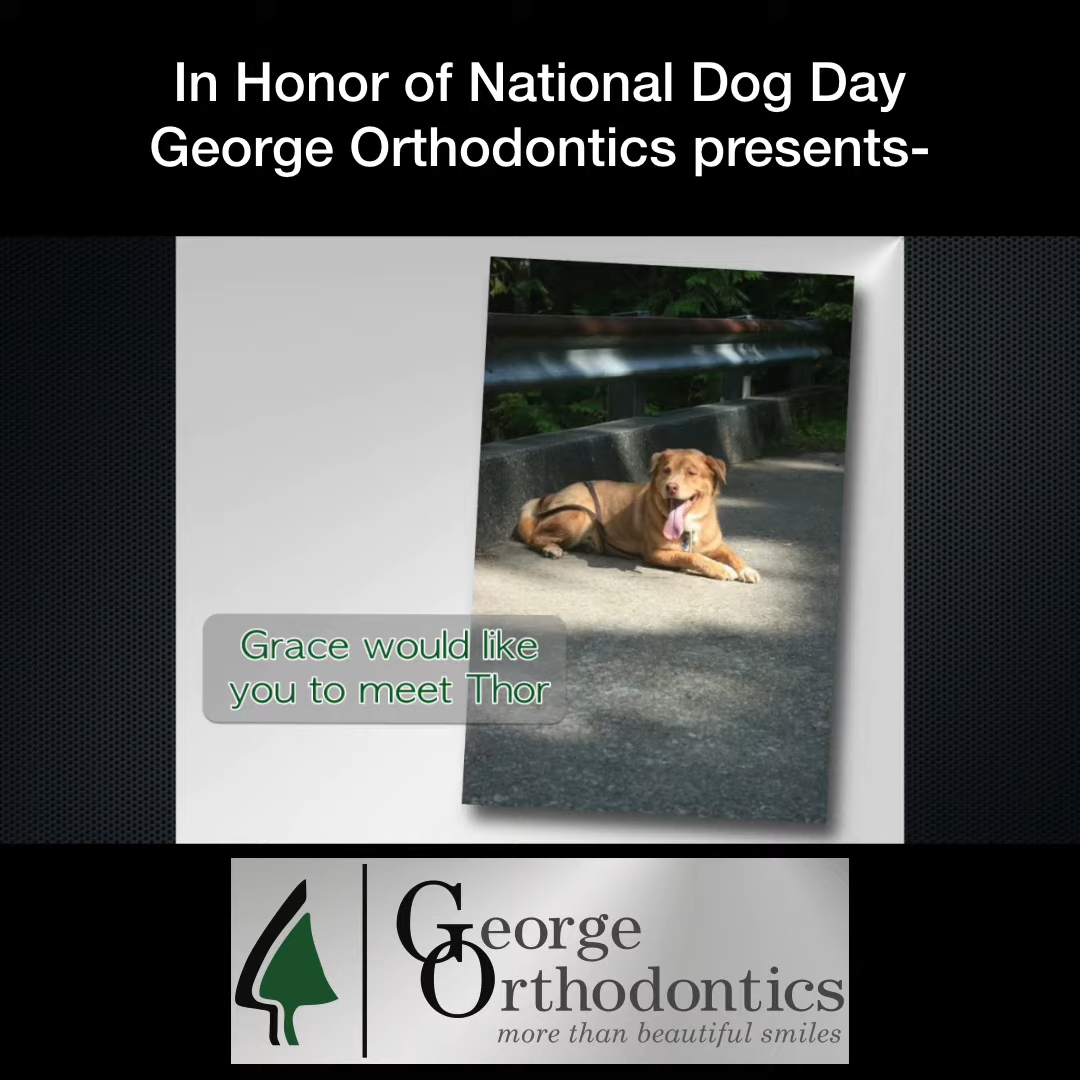 In Honor of National Dog Day
George Orthodontics presents-
Grace would like
you to meet Thor
George
Orthodontics
more than beautiful smiles